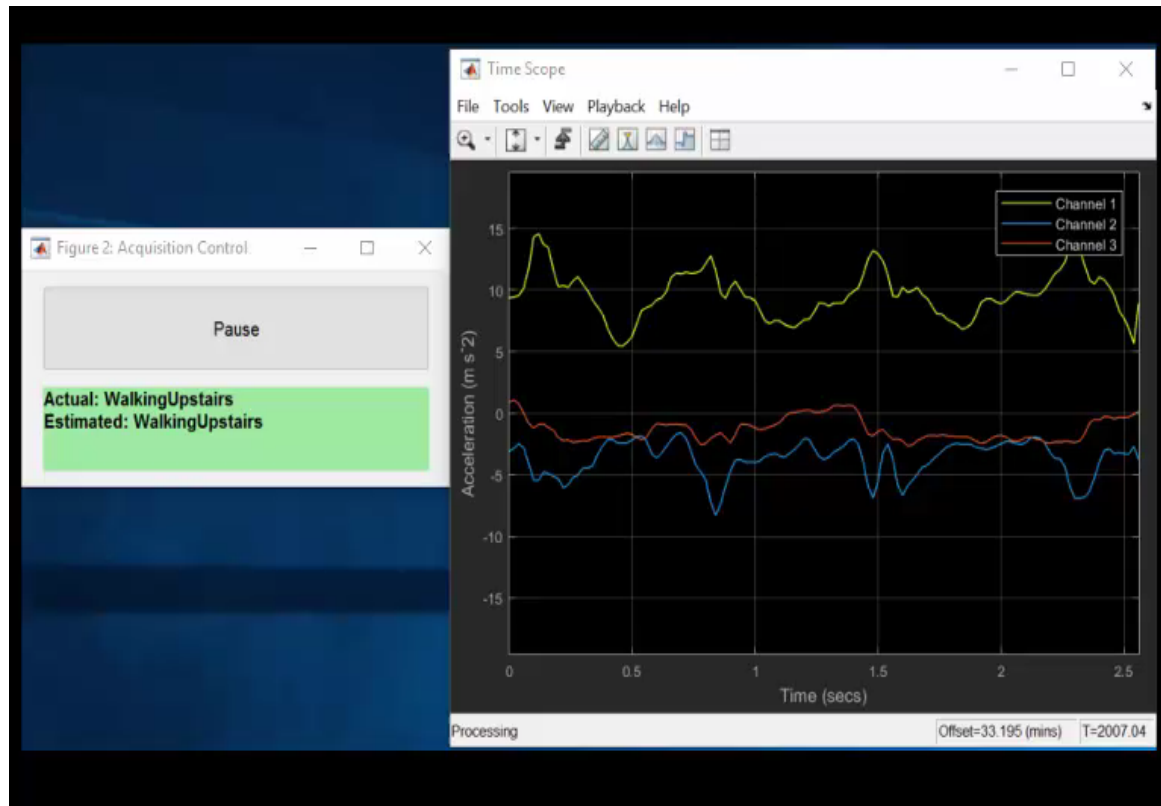 Time Scope
File Tools View Playback Help
Figure 2: Acquisition Control
Pause
Actual: WalkingUpstairs
Estimated: WalkingUpstairs
Channel 1
Channel 2
Channel 3
Acceleration (m s^2)
15
10
5
0
-5
-10
-15
0 0.5 1 1.5 2 2.5
Time (secs)
Processing
Offset=33.195 (mins) T=2007.04